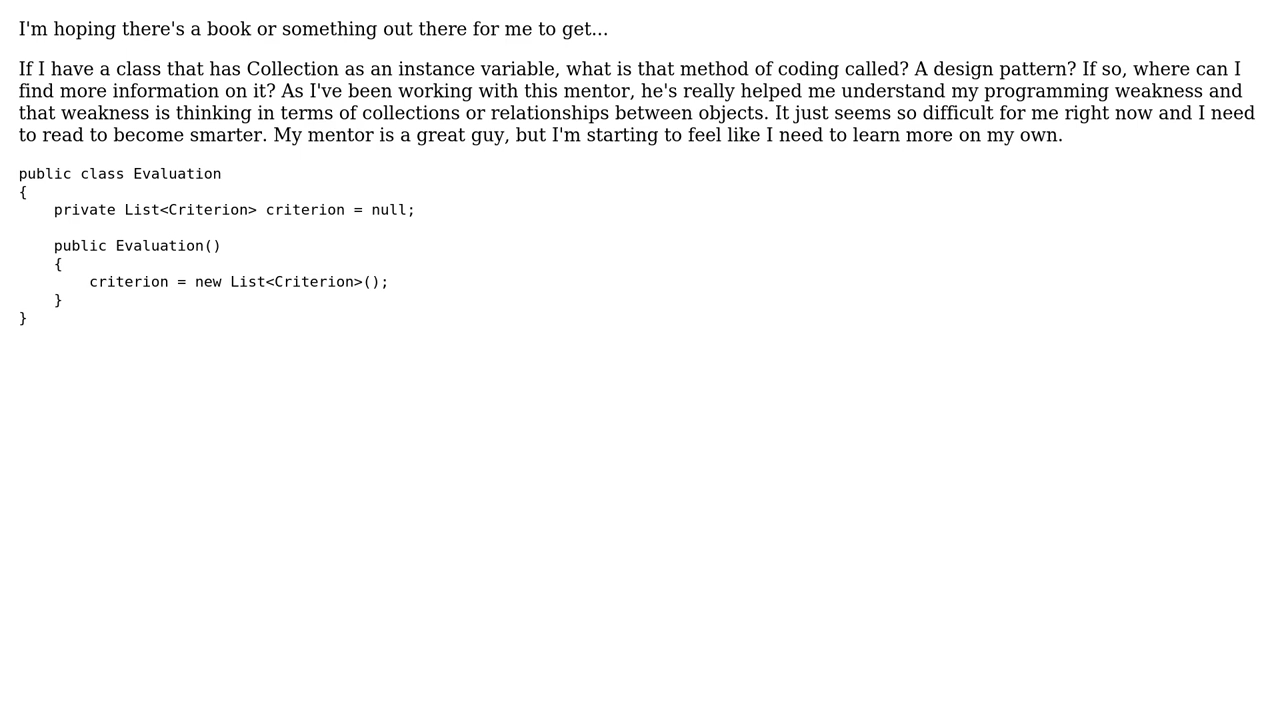 I'm hoping there's a book or something out there for me to get...
If I have a class that has Collection as an instance variable, what is that method of coding called? A design pattern? If so, where can I
find more information on it? As I've been working with this mentor, he's really helped me understand my programming weakness and
that weakness is thinking in terms of collections or relationships between objects. It just seems so difficult for me right now and I need
to read to become smarter. My mentor is a great guy, but I'm starting to feel like I need to learn more on my own.
public class Evaluation
{
    private List<Criterion> criterion = null;
    public Evaluation()
    {
        criterion = new List<Criterion>();
    }
}